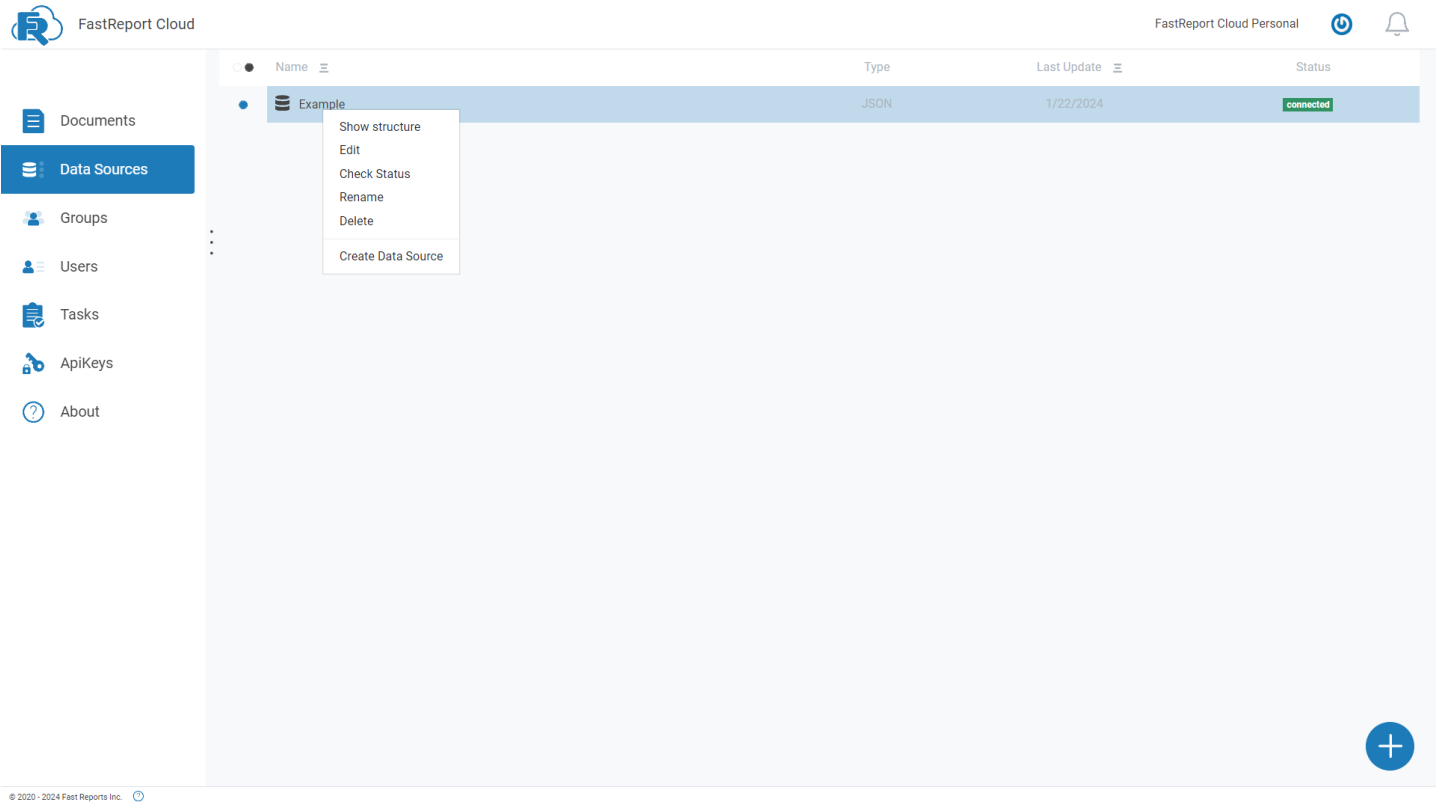 FastReport Cloud
FastReport Cloud Personal
Name Type Last Update Status
Example JSON 1/22/2024 connected
Show structure
Edit
Check Status
Rename
Delete
Create Data Source
Documents
Data Sources
Groups
Users
Tasks
ApiKeys
About
© 2020 - 2024 Fast Reports Inc. ?